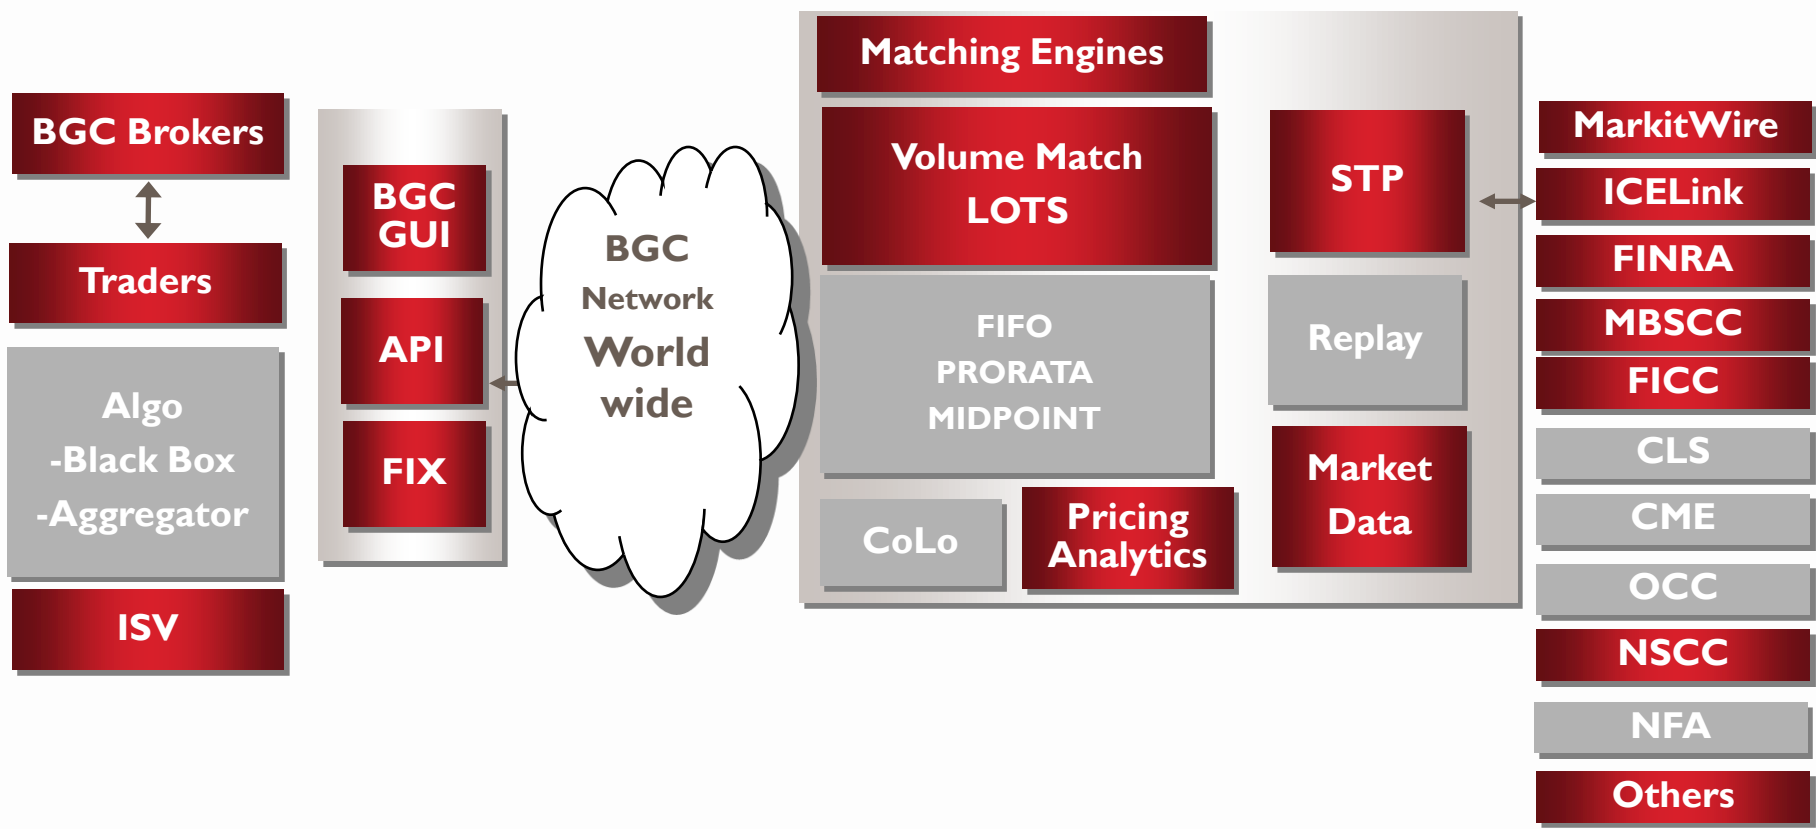 BGC Brokers
Traders
Algo
-Black Box
-Aggregator
ISV
BGC
GUI
API
FIX
BGC
Network
World
wide
Matching Engines
Volume Match
LOTS
FIFO
PRORATA
MIDPOINT
CoLo
Pricing
Analytics
STP
Replay
Market
Data
MarkitWire
ICELink
FINRA
MBSCC
FICC
CLS
CME
OCC
NSCC
NFA
Others